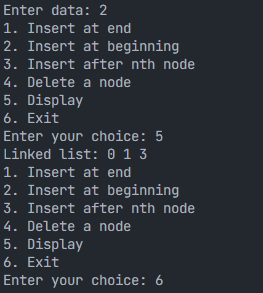 Enter data: 2
1. Insert at end
2. Insert at beginning
3. Insert after nth node
4. Delete a node
5. Display
6. Exit
Enter your choice: 5
Linked list: 0 1 3
1. Insert at end
2. Insert at beginning
3. Insert after nth node
4. Delete a node
5. Display
6. Exit
Enter your choice: 6